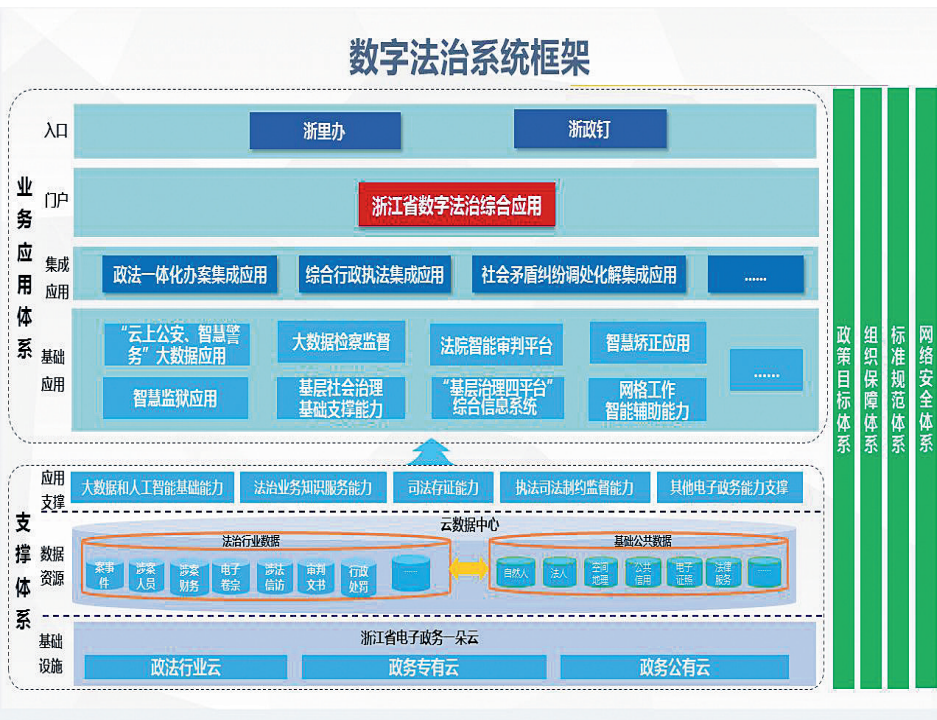 数字法治系统框架
业务应用体系
入口
浙里办
浙政钉
门户
浙江省数字法治综合应用
集成
应用
政法一体化办案集成应用
综合行政执法集成应用
社会矛盾纠纷调处化解集成应用
……
基础
应用
“云上公安、智慧警
务”大数据应用
大数据检察监督
法院智能审判平台
智慧矫正应用
……
智慧监狱应用
基层社会治理
基础支撑能力
“基层治理四平台”
综合信息系统
网格工作
智能辅助能力
支撑体系
应用
支撑
大数据和人工智能基础能力
法治业务知识服务能力
司法存证能力
执法司法制约监督能力
其他电子政务能力支撑
数据
资源
云数据中心
法治行业数据
案事
件
涉案
人员
涉案
财务
电子
卷宗
涉法
信访
审判
文书
行政
处罚
……
基础公共数据
自然人
法人
空间
地理
公共
信用
电子
证照
法律
服务
……
基础
设施
浙江省电子政务一朵云
政法行业云
政务专有云
政务公有云
政策目标体系
组织保障体系
标准规范体系
网络安全体系